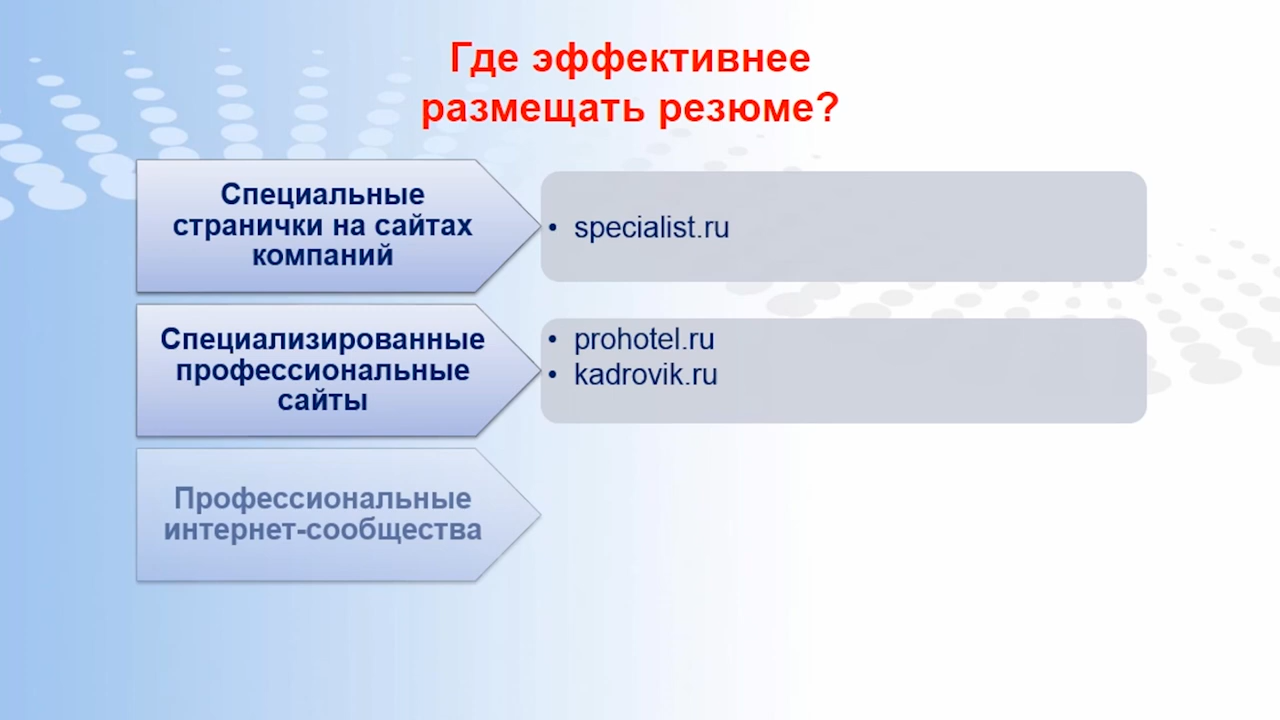 Где эффективнее
размещать резюме?
Специальные
странички на сайтах
компаний
• specialist.ru
Специализированные
профессиональные
сайты
• prohotel.ru
• kadrovik.ru
Профессиональные
интернет-сообщества